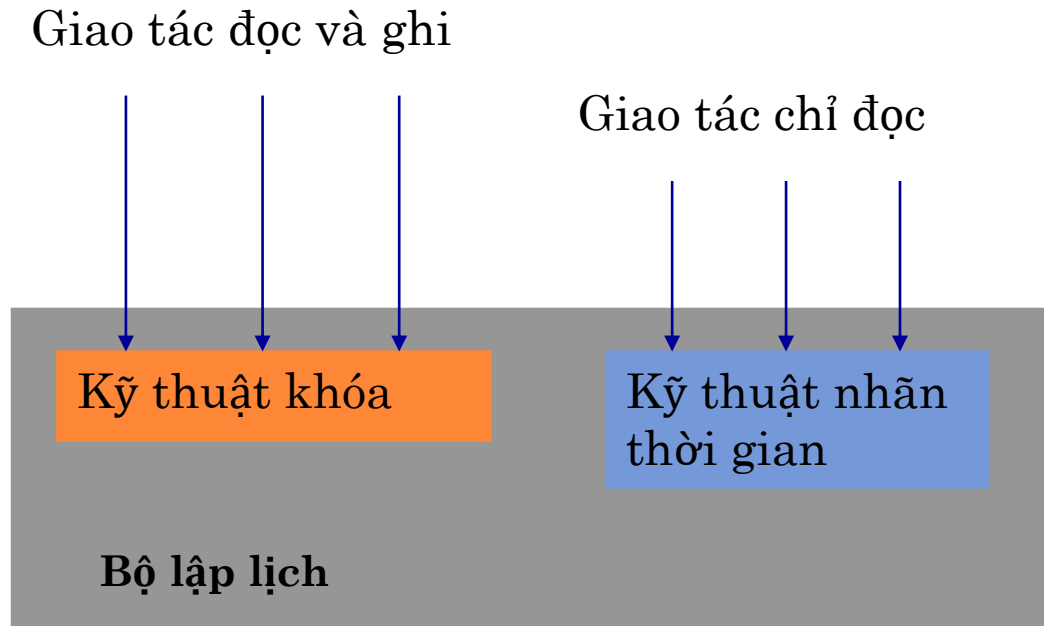 Giao tác đọc và ghi
Giao tác chỉ đọc
Kỹ thuật khóa
Kỹ thuật nhãn
thời gian
Bộ lập lịch